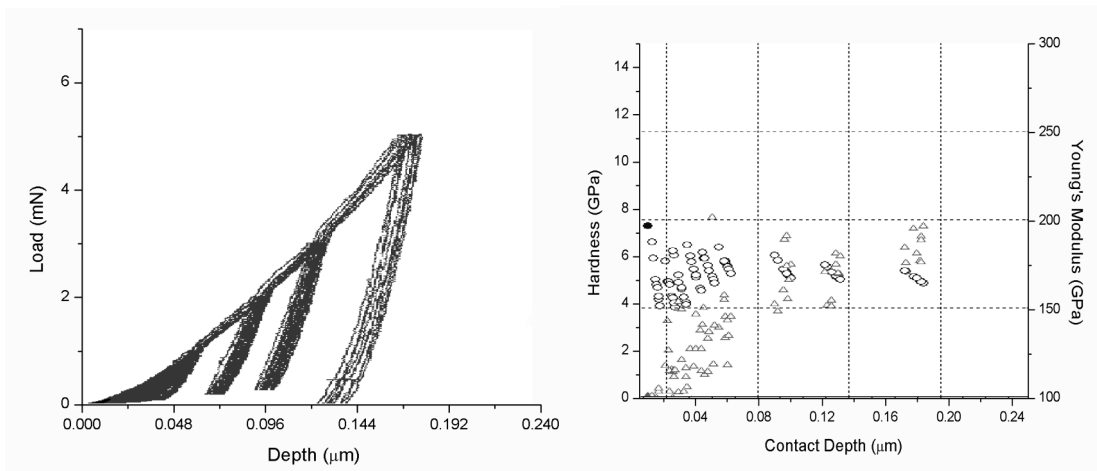 6
4
2
0
Load (mN)
0.000 0.048 0.096 0.144 0.192 0.240
Depth (μm)
14
12
10
8
6
4
2
0
Hardness (GPa)
0.04 0.08 0.12 0.16 0.20 0.24
Contact Depth (μm)
300
250
200
150
100
Young's Modulus (GPa)